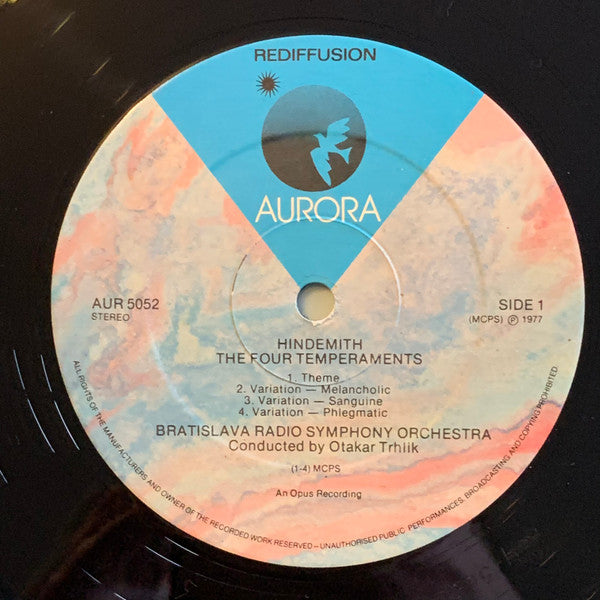 REDIFFUSION
AURORA
AUR 5052
STEREO
SIDE 1
(MCPS) Ⓟ 1977
HINDEMITH
THE FOUR TEMPERAMENTS
1. Theme
2. Variation — Melancholic
3. Variation — Sanguine
4. Variation — Phlegmatic
BRATISLAVA RADIO SYMPHONY ORCHESTRA
Conducted by Otakar Trhlik
(1-4) MCPS
An Opus Recording
ALL RIGHTS OF THE MANUFACTURERS AND OWNER OF THE RECORDED WORK RESERVED – UNAUTHORISED PUBLIC PERFORMANCES, BROADCASTING AND COPYING PROHIBITED